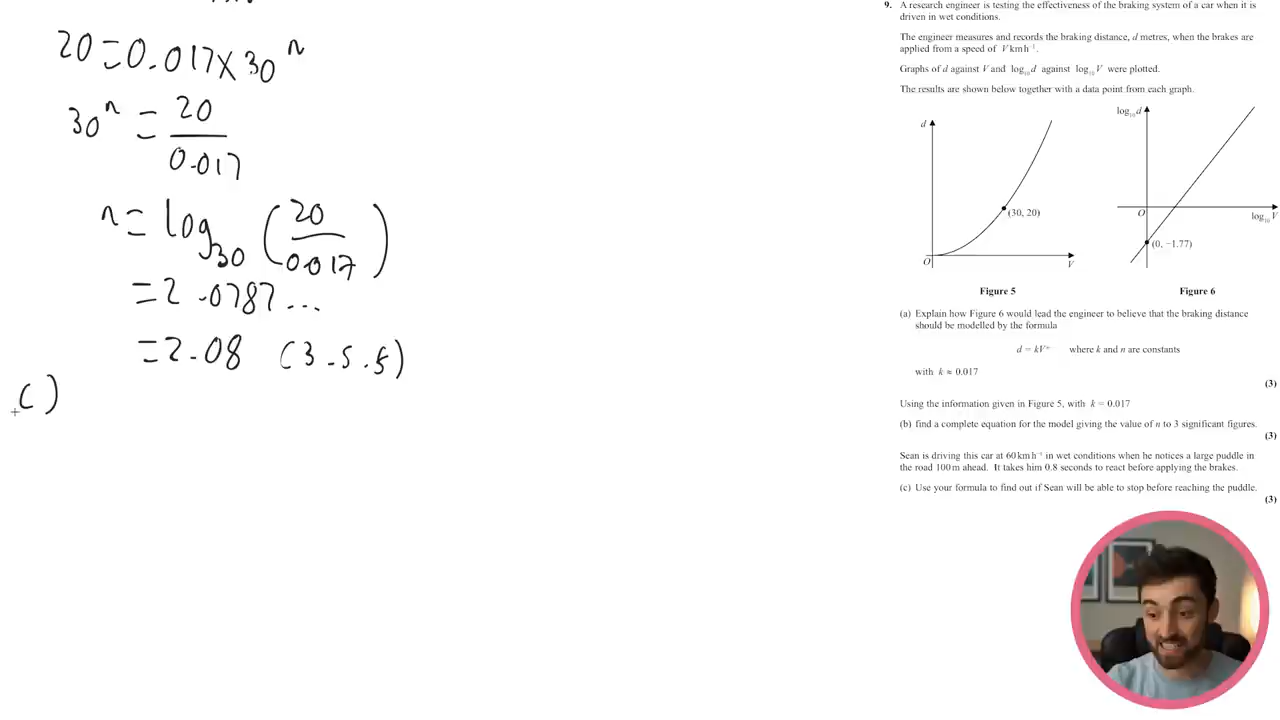 20 = 0.017 × 30^n
30^n = 20/0.017
n = log_30 (20/0.017)
= 2.0787...
= 2.08 (3.s.f)
c)
9. A research engineer is testing the effectiveness of the braking system of a car when it is
driven in wet conditions.
The engineer measures and records the braking distance, d metres, when the brakes are
applied from a speed of V km h⁻¹.
Graphs of d against V and log₁₀ d against log₁₀ V were plotted.
The results are shown below together with a data point from each graph.
d
(30, 20)
O
V
Figure 5
log₁₀ d
O
log₁₀ V
(0, −1.77)
Figure 6
(a) Explain how Figure 6 would lead the engineer to believe that the braking distance
should be modelled by the formula
d = kVⁿ where k and n are constants
with k ≈ 0.017
(3)
Using the information given in Figure 5, with k = 0.017
(b) find a complete equation for the model giving the value of n to 3 significant figures.
(3)
Sean is driving this car at 60 km h⁻¹ in wet conditions when he notices a large puddle in
the road 100 m ahead. It takes him 0.8 seconds to react before applying the brakes.
(c) Use your formula to find out if Sean will be able to stop before reaching the puddle.
(3)